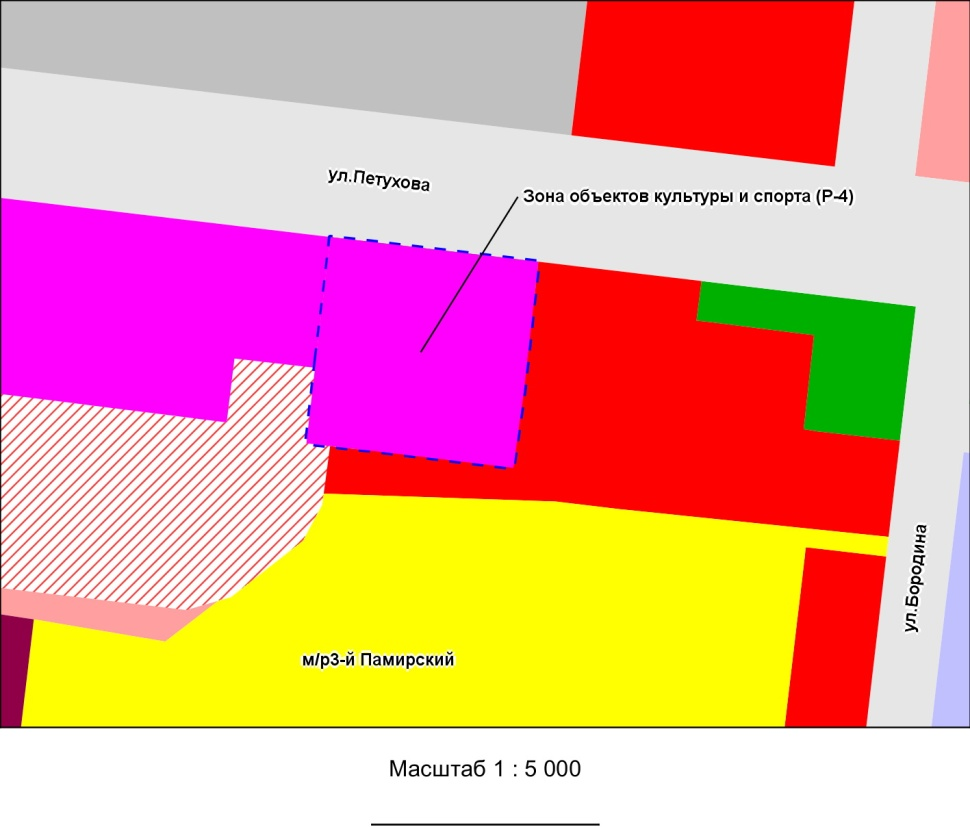 ул.Петухова
Зона объектов культуры и спорта (Р-4)
ул.Бородина
м/р3-й Памирский
Масштаб 1 : 5 000